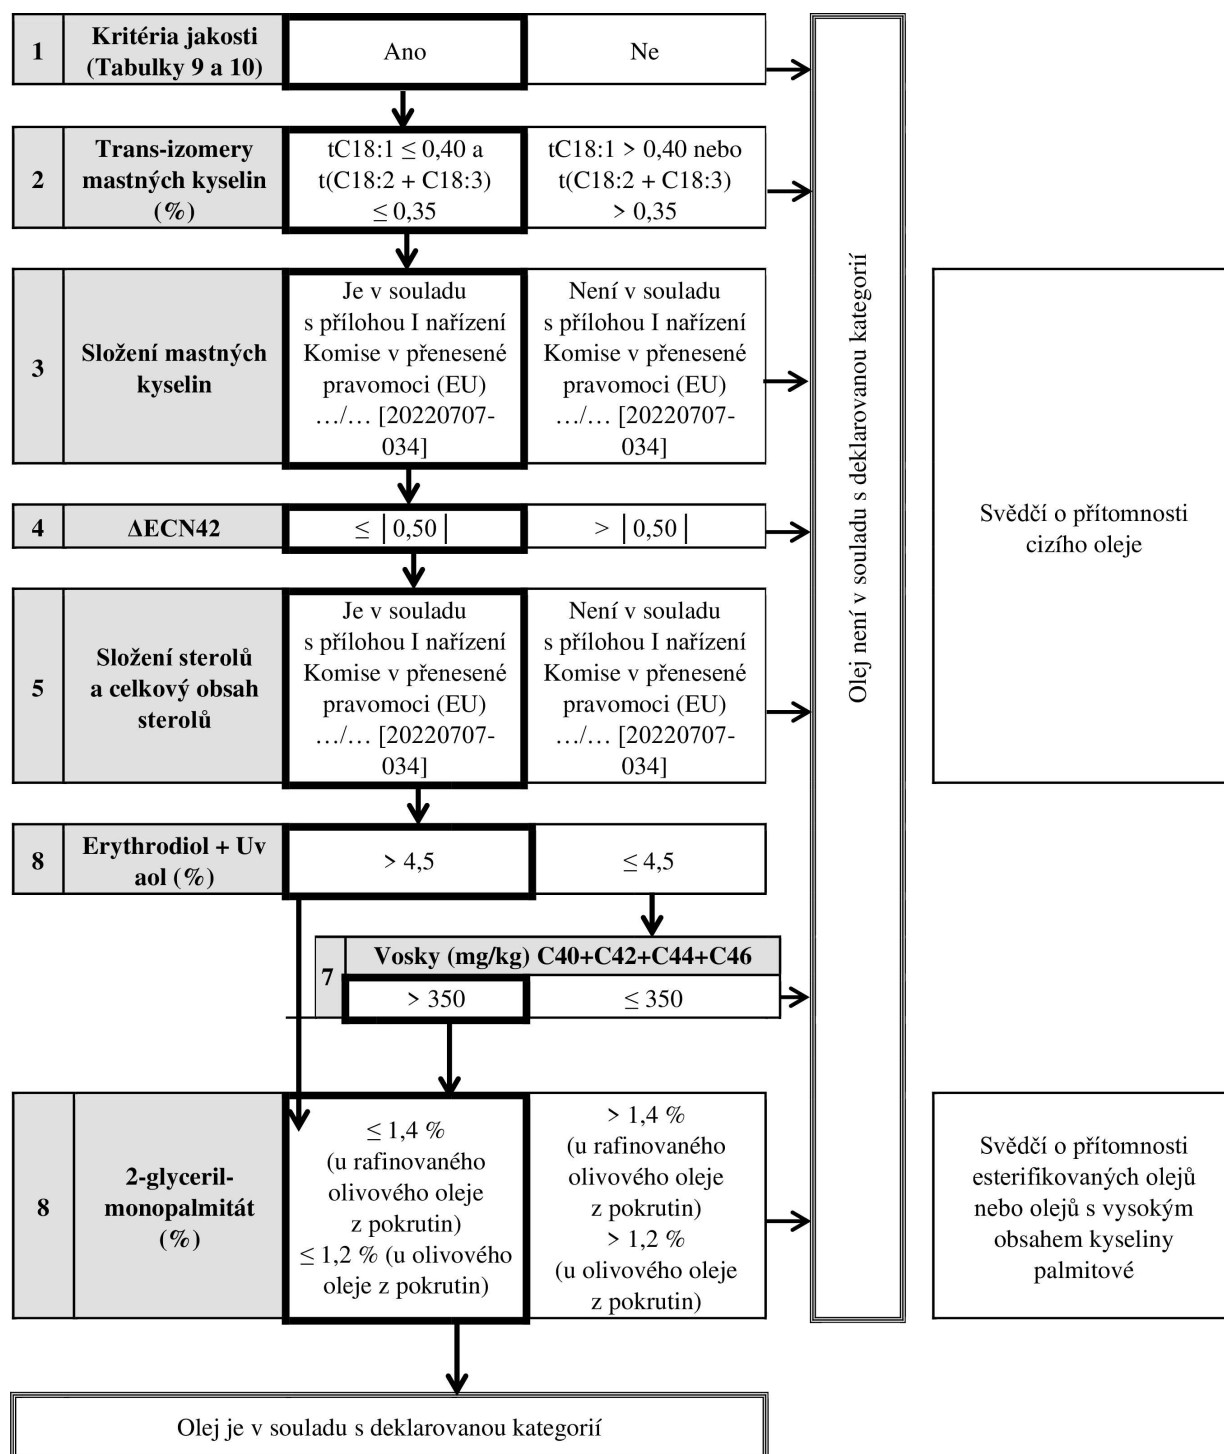 1
Kritéria jakosti
(Tabulky 9 a 10)
Ano
Ne
2
Trans-izomery
mastných kyselin
(%)
tC18:1 ≤ 0,40 a
t(C18:2 + C18:3)
≤ 0,35
tC18:1 > 0,40 nebo
t(C18:2 + C18:3)
> 0,35
3
Složení mastných
kyselin
Je v souladu
s přílohou I nařízení
Komise v přenesené
pravomoci (EU)
…/… [20220707-
034]
Není v souladu
s přílohou I nařízení
Komise v přenesené
pravomoci (EU)
…/… [20220707-
034]
4
ΔECN42
≤ | 0,50 |
> | 0,50 |
5
Složení sterolů
a celkový obsah
sterolů
Je v souladu
s přílohou I nařízení
Komise v přenesené
pravomoci (EU)
…/… [20220707-
034]
Není v souladu
s přílohou I nařízení
Komise v přenesené
pravomoci (EU)
…/… [20220707-
034]
8
Erythrodiol + Uv
aol (%)
> 4,5
≤ 4,5
7
Vosky (mg/kg) C40+C42+C44+C46
> 350
≤ 350
8
2-glyceril-
monopalmitát
(%)
≤ 1,4 %
(u rafinovaného
olivového oleje
z pokrutin)
≤ 1,2 % (u olivového
oleje z pokrutin)
> 1,4 %
(u rafinovaného
olivového oleje
z pokrutin)
> 1,2 %
(u olivového oleje
z pokrutin)
Olej není v souladu s deklarovanou kategorií
Svědčí o přítomnosti
cizího oleje
Svědčí o přítomnosti
esterifikovaných olejů
nebo olejů s vysokým
obsahem kyseliny
palmitové
Olej je v souladu s deklarovanou kategorií